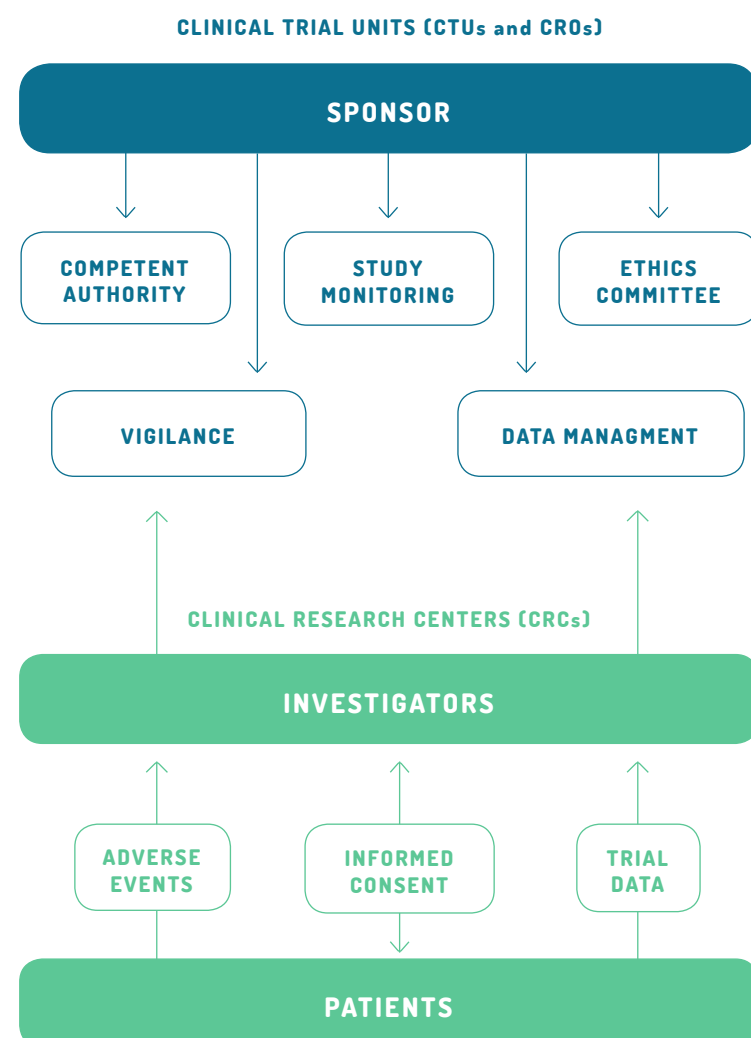 CLINICAL TRIAL UNITS (CTUs and CROs)
SPONSOR
COMPETENT
AUTHORITY
STUDY
MONITORING
ETHICS
COMMITTEE
VIGILANCE
DATA MANAGMENT
CLINICAL RESEARCH CENTERS (CRCs)
INVESTIGATORS
ADVERSE
EVENTS
INFORMED
CONSENT
TRIAL
DATA
PATIENTS